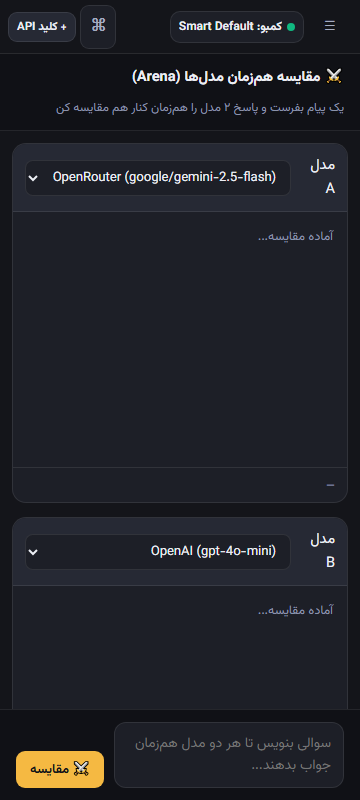 ☰
کمبو: Smart Default
⌘
+ کلید API
⚔️ مقایسه هم‌زمان مدل‌ها (Arena)
یک پیام بفرست و پاسخ ۲ مدل را هم‌زمان کنار هم مقایسه کن
مدل
A
OpenRouter (google/gemini-2.5-flash)
آماده مقایسه...
–
مدل
B
OpenAI (gpt-4o-mini)
آماده مقایسه...
سوالی بنویس تا هر دو مدل هم‌زمان
جواب بدهند...
⚔️ مقایسه